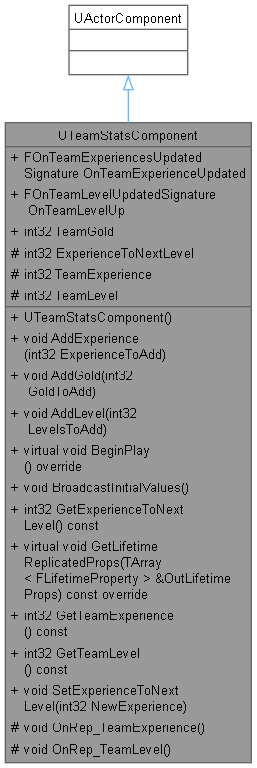 UActorComponent
UTeamStatsComponent
+ FOnTeamExperiencesUpdated
Signature OnTeamExperienceUpdated
+ FOnTeamLevelUpdatedSignature
OnTeamLevelUp
+ int32 TeamGold
# int32 ExperienceToNextLevel
# int32 TeamExperience
# int32 TeamLevel
+ UTeamStatsComponent()
+ void AddExperience
(int32 ExperienceToAdd)
+ void AddGold(int32
GoldToAdd)
+ void AddLevel(int32
LevelsToAdd)
+ virtual void BeginPlay
() override
+ void BroadcastInitialValues()
+ int32 GetExperienceToNext
Level() const
+ virtual void GetLifetime
ReplicatedProps(TArray
< FLifetimeProperty > &OutLifetime
Props) const override
+ int32 GetTeamExperience
() const
+ int32 GetTeamLevel
() const
+ void SetExperienceToNext
Level(int32 NewExperience)
# void OnRep_TeamExperience()
# void OnRep_TeamLevel()